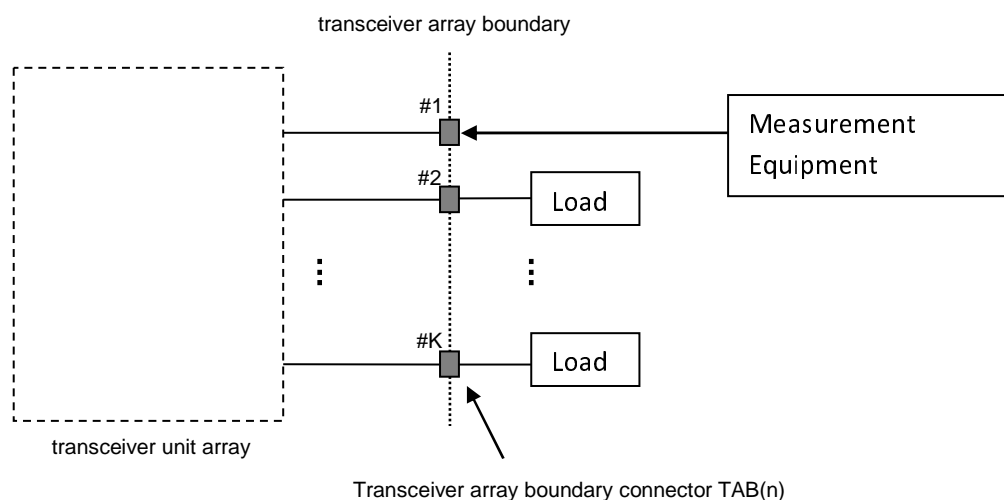 transceiver array boundary
#1
Measurement
Equipment
#2
Load
#K
Load
transceiver unit array
Transceiver array boundary connector TAB(n)